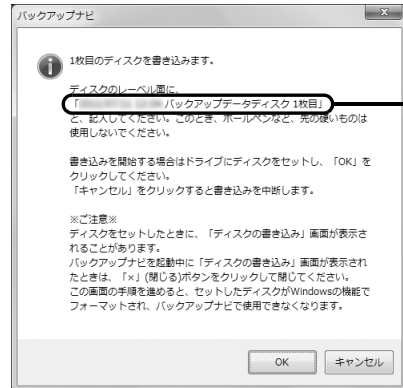 バックアップナビ
1枚目のディスクを書き込みます。
ディスクのレーベル面に、
「 バックアップデータディスク 1枚目」
と、記入してください。このとき、ボールペンなど、先の硬いものは
使用しないでください。
書き込みを開始する場合はドライブにディスクをセットし、「OK」を
クリックしてください。
「キャンセル」をクリックすると書き込みを中断します。
※ご注意※
ディスクをセットしたときに、「ディスクの書き込み」画面が表示さ
れることがあります。
バックアップナビを起動中に「ディスクの書き込み」画面が表示され
たときは、「×」(閉じる)ボタンをクリックして閉じてください。
この画面の手順を進めると、セットしたディスクがWindowsの機能で
フォーマットされ、バックアップナビで使用できなくなります。
OK キャンセル